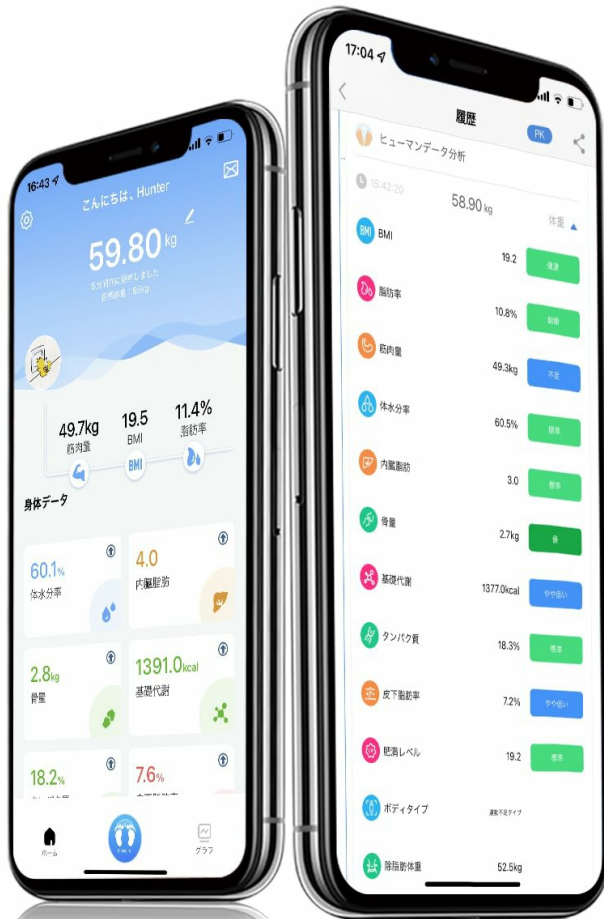 16:43
こんにちは、Hunter
59.80 kg
49.7kg
筋肉量
19.5
BMI
11.4%
脂肪率
BMI
身体データ
60.1%
体水分率
4.0
内臓脂肪
2.8kg
骨量
1391.0kcal
基礎代謝
18.2%
7.6%
ホーム
グラフ
17:04
履歴
PK
ヒューマンデータ分析
15:42:20
58.90 kg
体重
BMI BMI 19.2
脂肪率 10.8%
筋肉量 49.3kg 不足
体水分率 60.5% 標準
内臓脂肪 3.0 標準
骨量 2.7kg 優
基礎代謝 1377.0kcal やや低い
タンパク質 18.3% 標準
皮下脂肪率 7.2% やや低い
肥満レベル 19.2 標準
ボディタイプ 運動不足タイプ
除脂肪体重 52.5kg